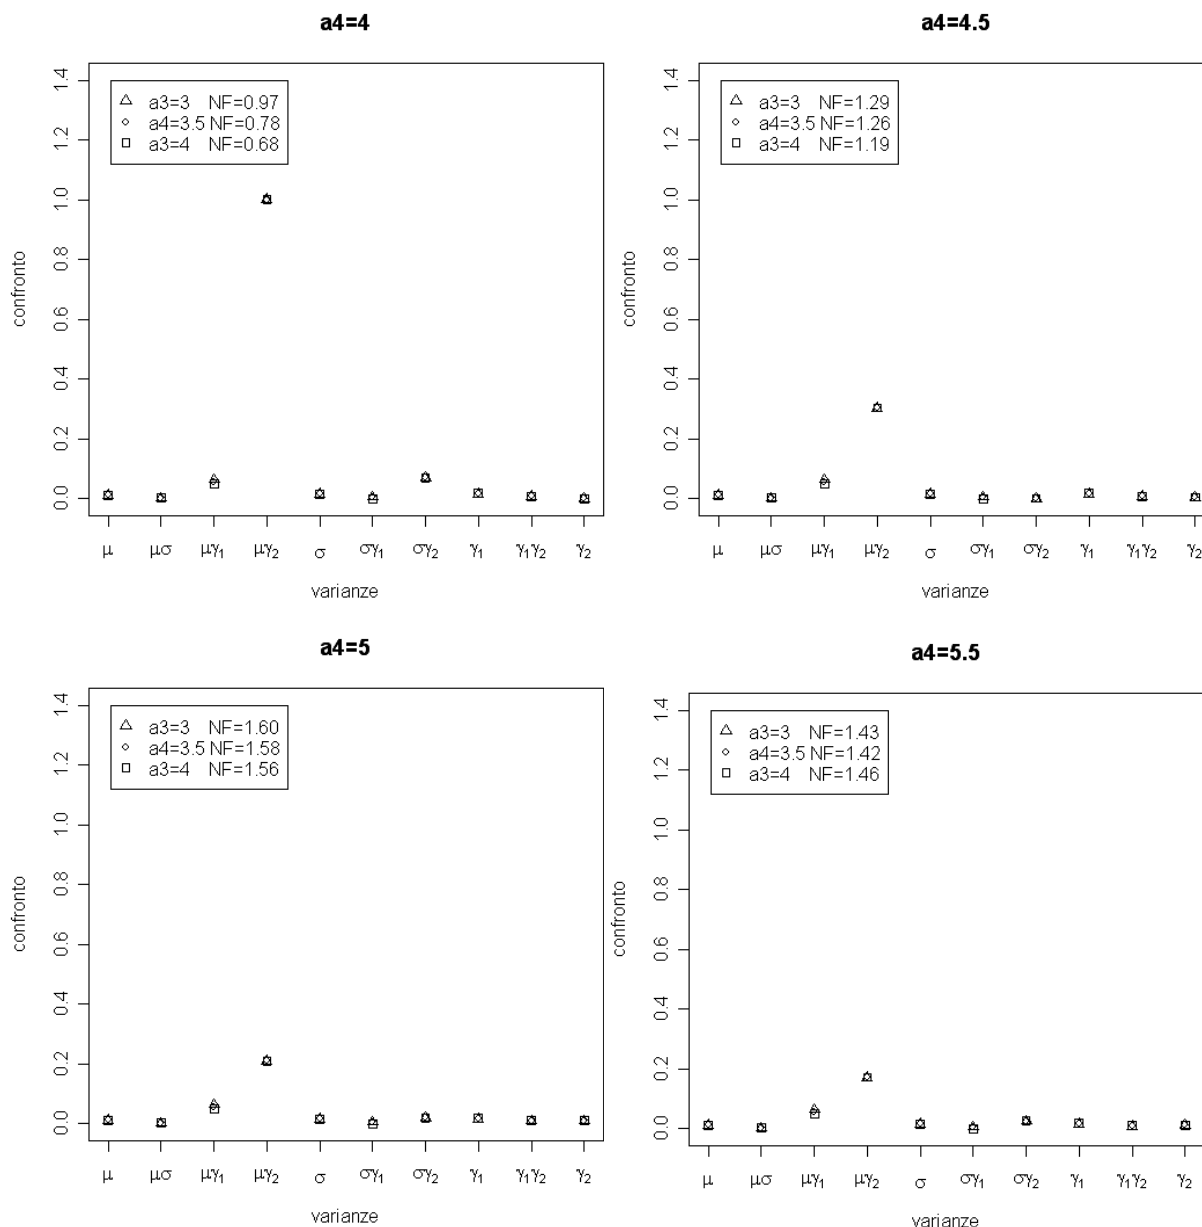 a4=4
a3=3 NF=0.97
a4=3.5 NF=0.78
a3=4 NF=0.68
confronto
0.0 0.2 0.4 0.6 0.8 1.0 1.2 1.4
μ μσ μγ1 μγ2 σ σγ1 σγ2 γ1 γ1γ2 γ2
varianze
a4=4.5
a3=3 NF=1.29
a4=3.5 NF=1.26
a3=4 NF=1.19
confronto
0.0 0.2 0.4 0.6 0.8 1.0 1.2 1.4
μ μσ μγ1 μγ2 σ σγ1 σγ2 γ1 γ1γ2 γ2
varianze
a4=5
a3=3 NF=1.60
a4=3.5 NF=1.58
a3=4 NF=1.56
confronto
0.0 0.2 0.4 0.6 0.8 1.0 1.2 1.4
μ μσ μγ1 μγ2 σ σγ1 σγ2 γ1 γ1γ2 γ2
varianze
a4=5.5
a3=3 NF=1.43
a4=3.5 NF=1.42
a3=4 NF=1.46
confronto
0.0 0.2 0.4 0.6 0.8 1.0 1.2 1.4
μ μσ μγ1 μγ2 σ σγ1 σγ2 γ1 γ1γ2 γ2
varianze